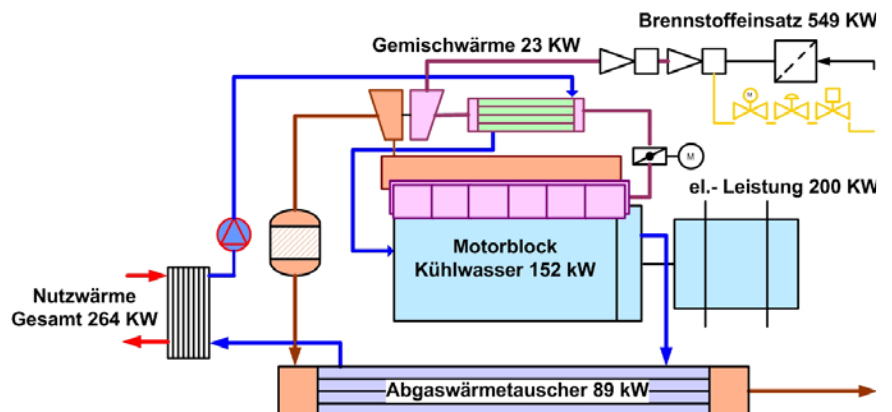 Brennstoffeinsatz 549 KW
Gemischwärme 23 KW
M
M
el.- Leistung 200 KW
Motorblock
Kühlwasser 152 kW
Nutzwärme
Gesamt 264 KW
Abgaswärmetauscher 89 kW